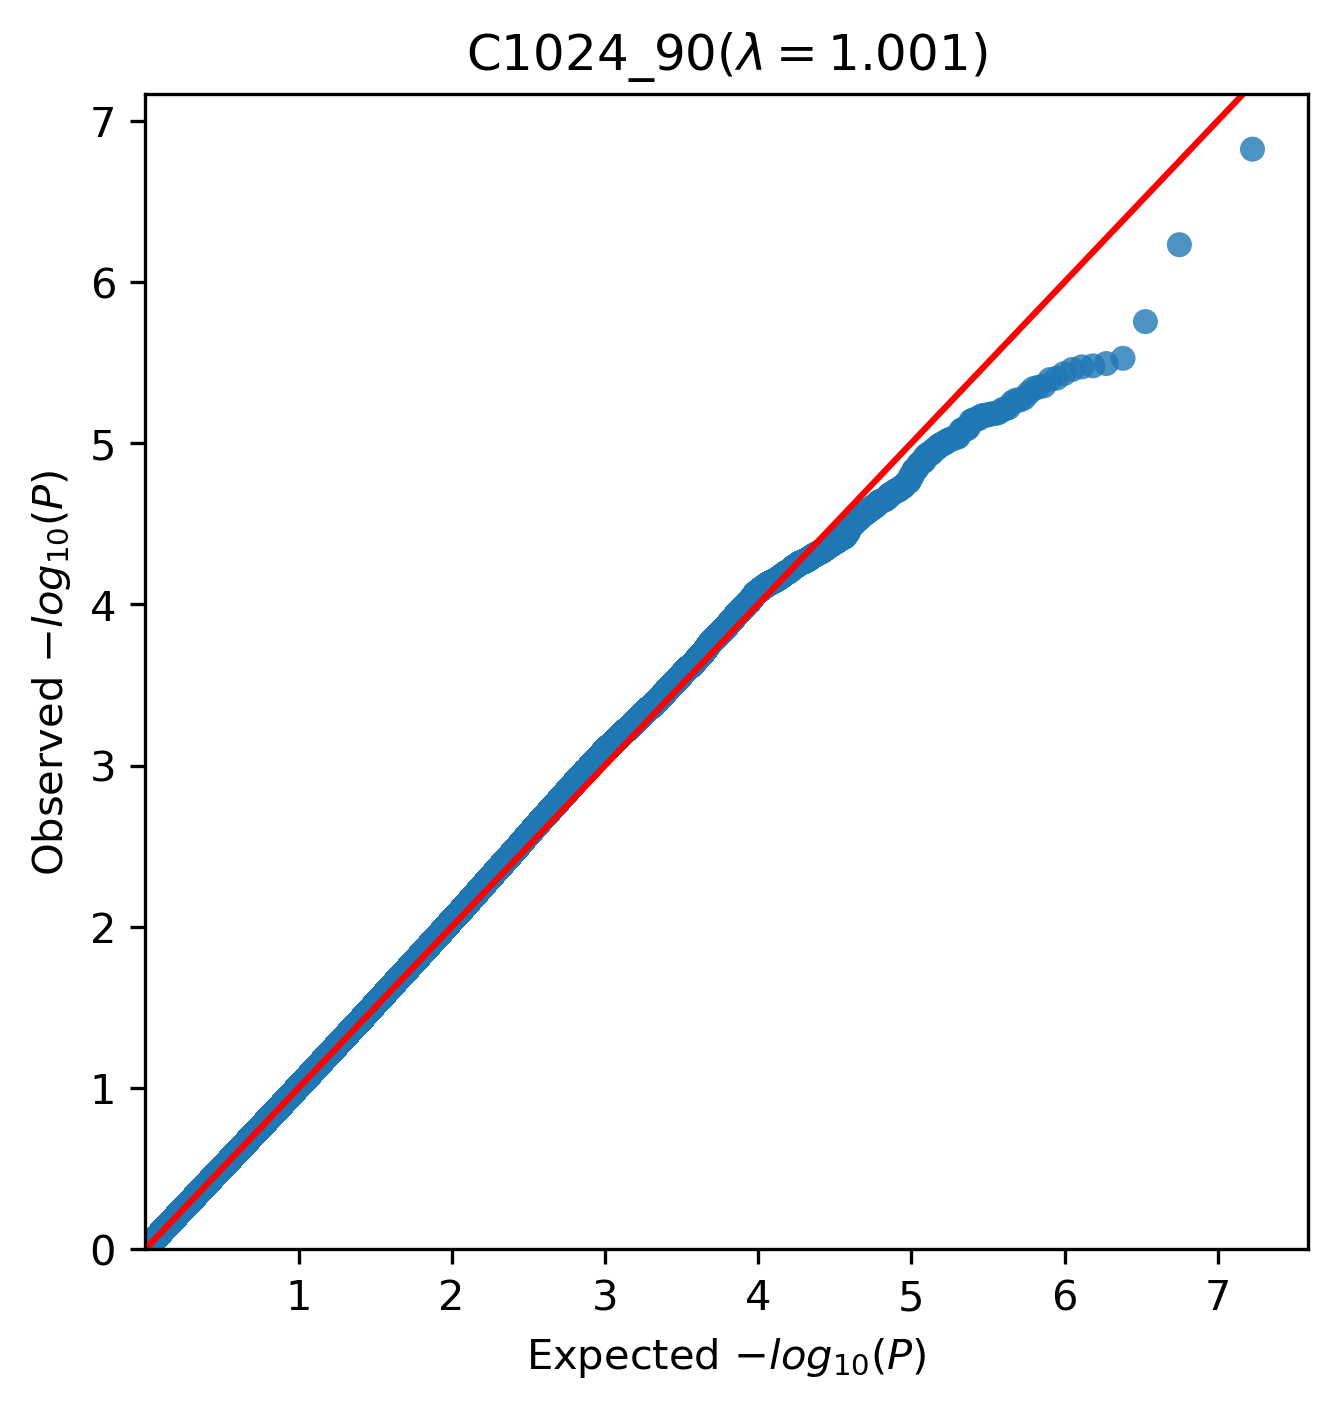 C1024_90(λ = 1.001)
Observed −log10(P)
7
6
5
4
3
2
1
0
1 2 3 4 5 6 7
Expected −log10(P)